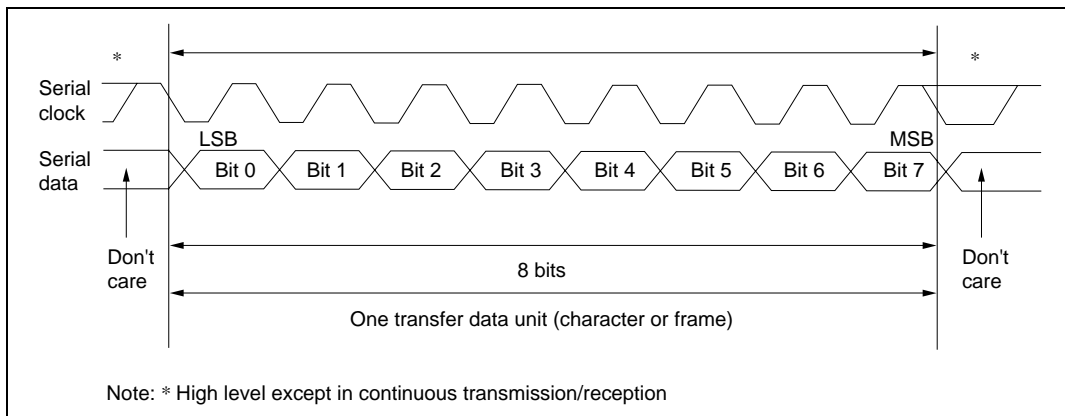 *
*
Serial
clock
LSB
MSB
Serial
data
Bit 0 Bit 1 Bit 2 Bit 3 Bit 4 Bit 5 Bit 6 Bit 7
Don't
care
8 bits
Don't
care
One transfer data unit (character or frame)
Note: * High level except in continuous transmission/reception